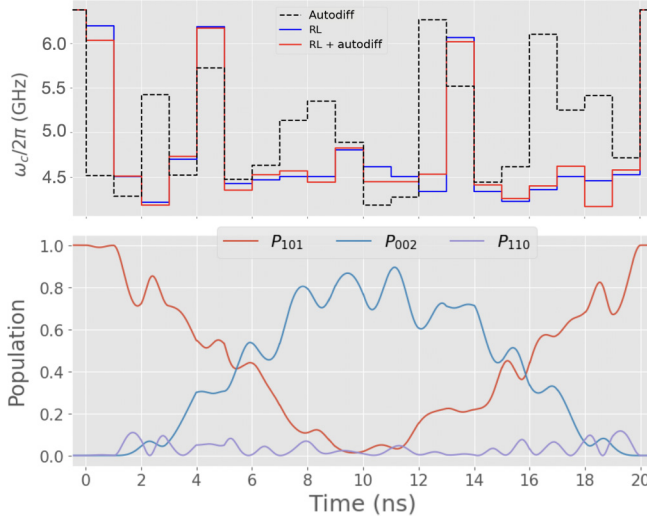 6.0
5.5
5.0
4.5
ω_c/2π (GHz)
Autodiff
RL
RL + autodiff
1.0
0.8
0.6
0.4
0.2
0.0
Population
P_101 P_002 P_110
0 2 4 6 8 10 12 14 16 18 20
Time (ns)